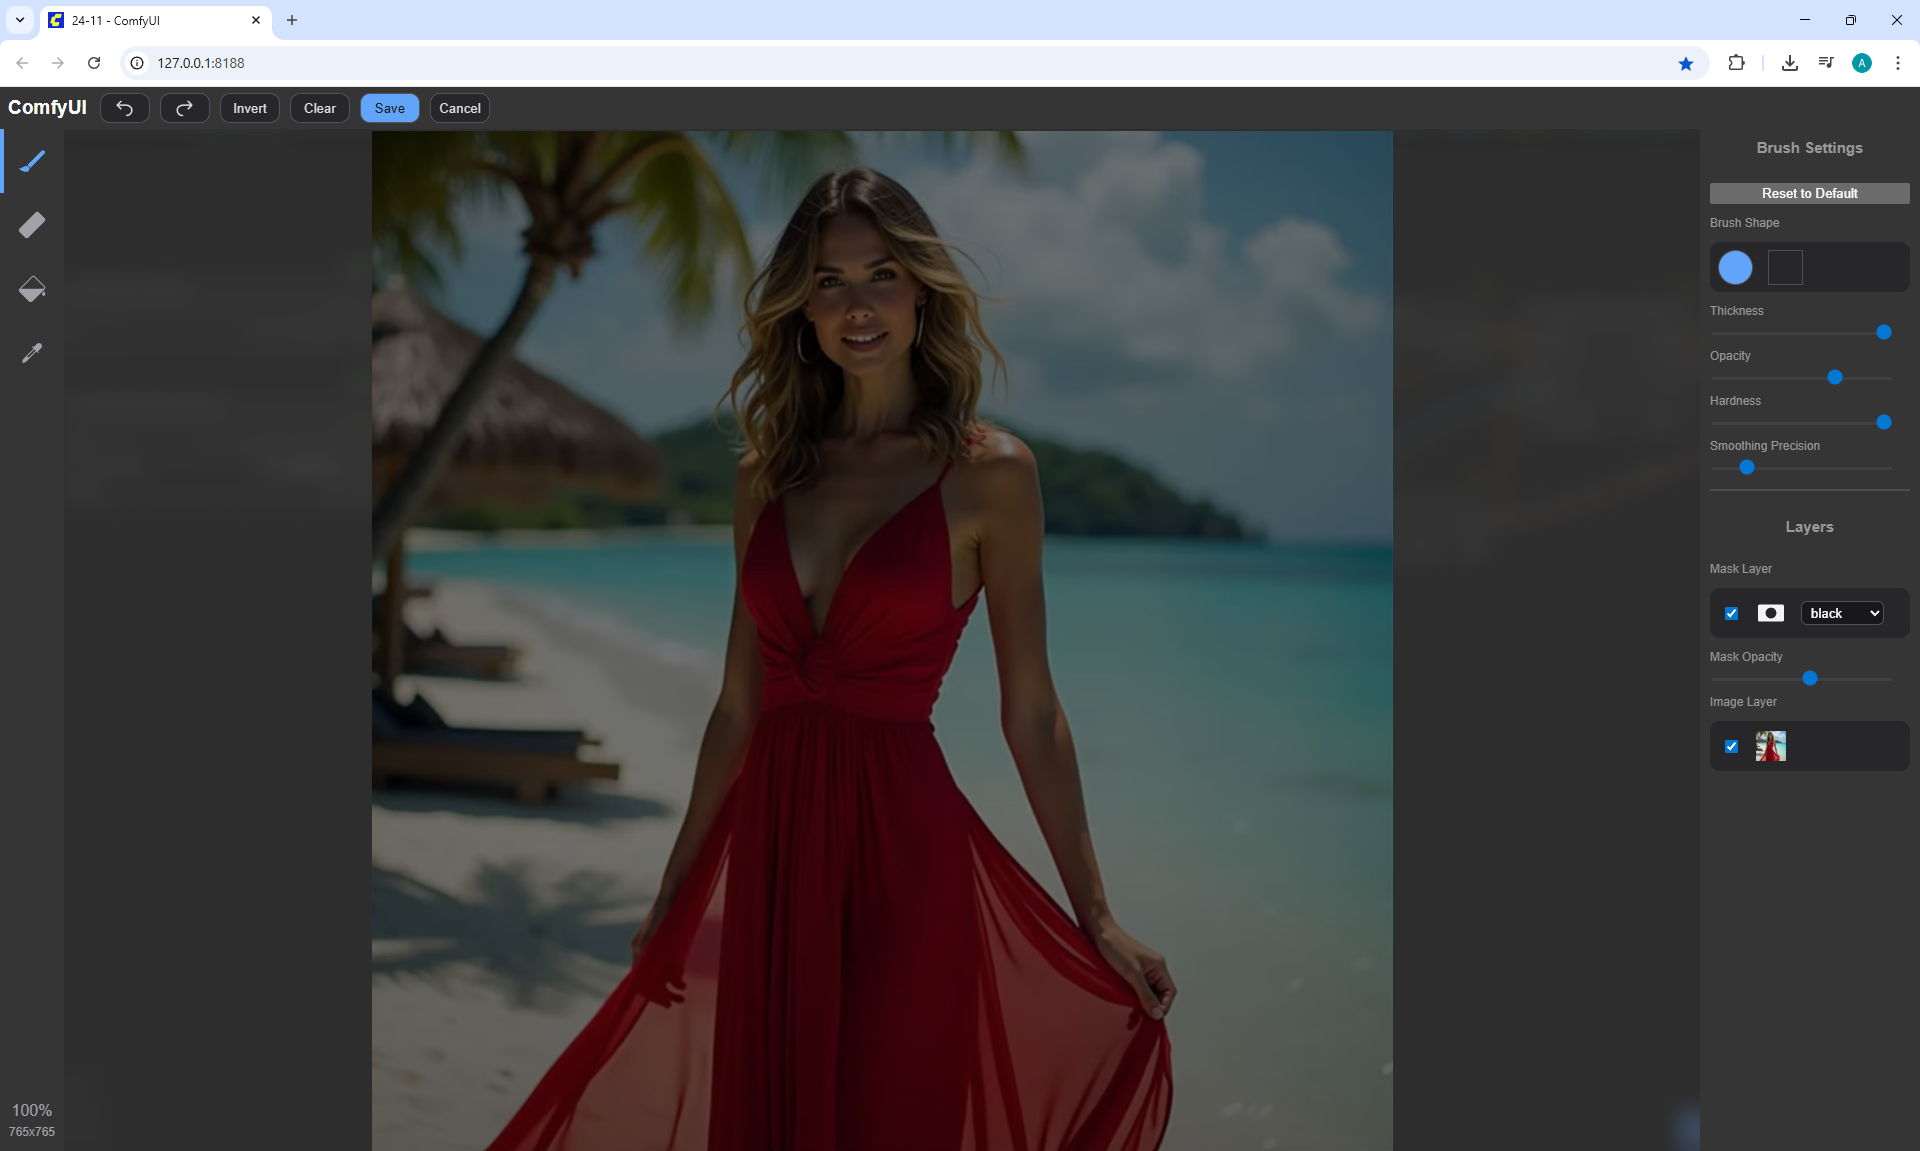 24-11 - ComfyUI
127.0.0.1:8188
A
ComfyUI
Invert
Clear
Save
Cancel
Brush Settings
Reset to Default
Brush Shape
Thickness
Opacity
Hardness
Smoothing Precision
Layers
Mask Layer
black
Mask Opacity
Image Layer
100%
765x765